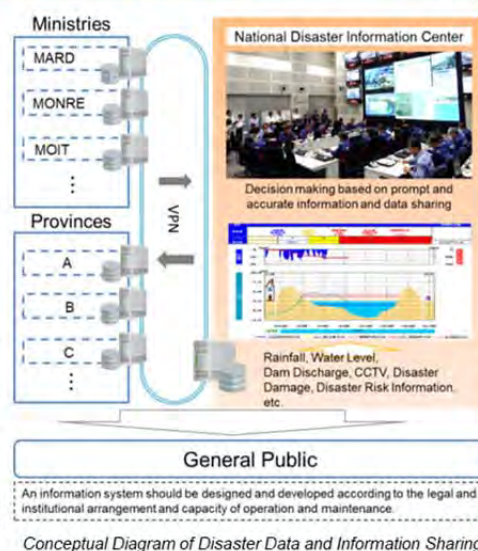 Ministries
MARD
MONRE
MOIT
Provinces
A
B
C
VPN
National Disaster Information Center
Decision making based on prompt and
accurate information and data sharing
Rainfall, Water Level,
Dam Discharge, CCTV, Disaster
Damage, Disaster Risk Information,
etc.
General Public
An information system should be designed and developed according to the legal and
institutional arrangement and capacity of operation and maintenance.
Conceptual Diagram of Disaster Data and Information Sharing